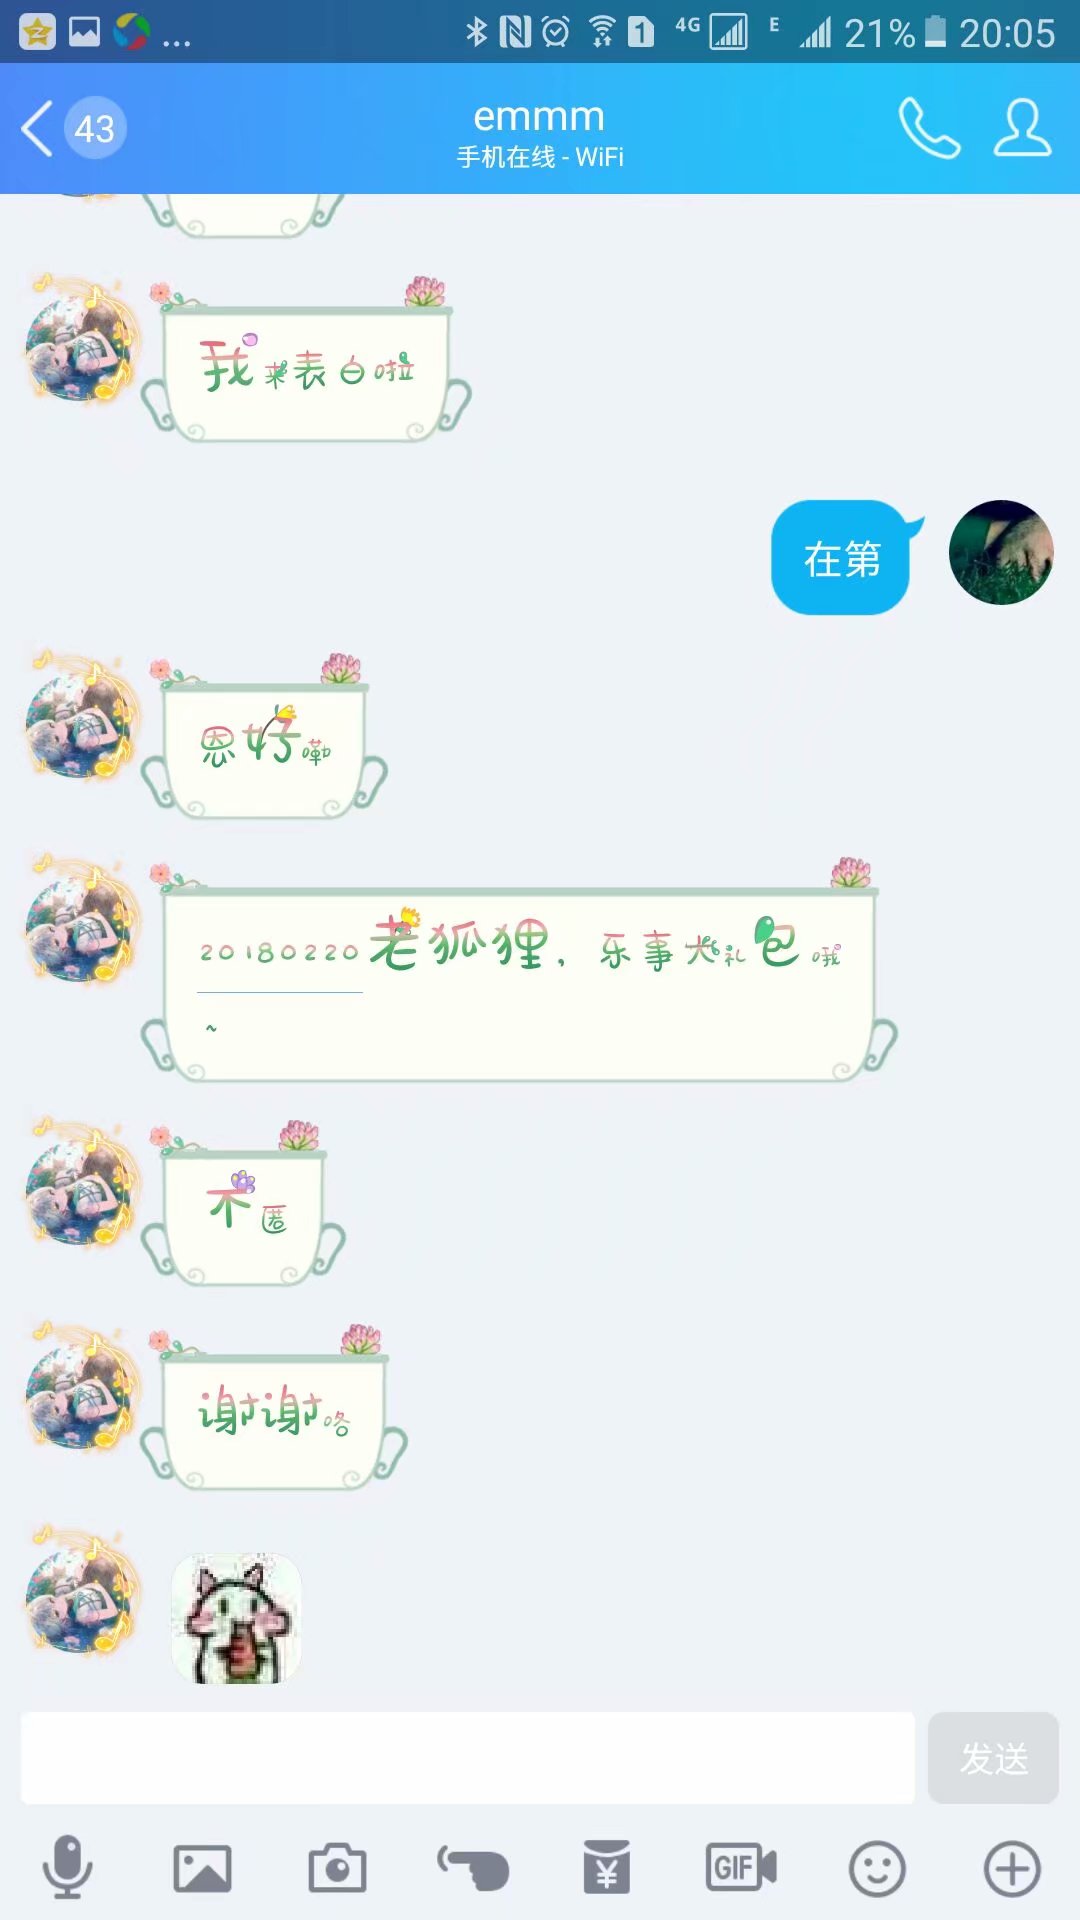 4G
1
E
21%
20:05
43
emmm
手机在线 - WiFi
我来表白啦
在第
恩好嘞
20180220老狐狸，乐事大礼包哦
~
不匿
谢谢咯
发送
GIF